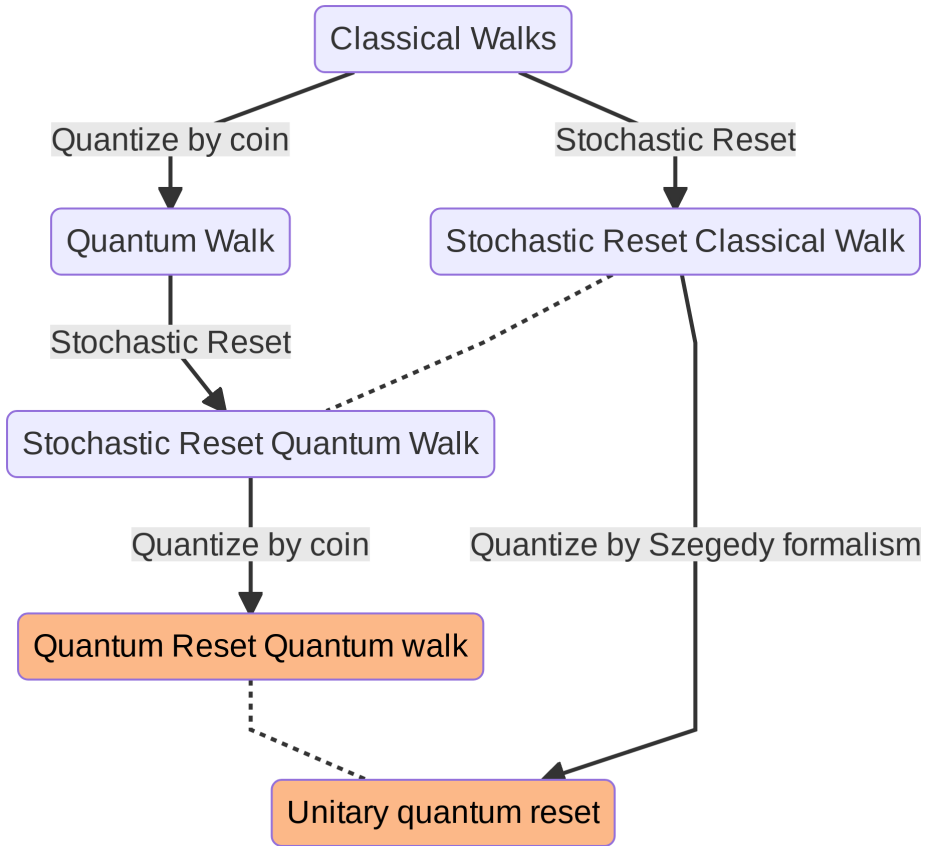 Classical Walks
Quantize by coin
Stochastic Reset
Quantum Walk
Stochastic Reset Classical Walk
Stochastic Reset
Stochastic Reset Quantum Walk
Quantize by coin
Quantize by Szegedy formalism
Quantum Reset Quantum walk
Unitary quantum reset